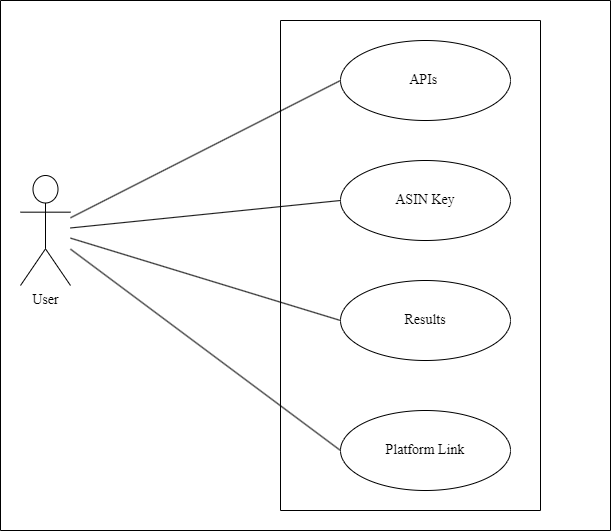 APIs
ASIN Key
User
Results
Platform Link